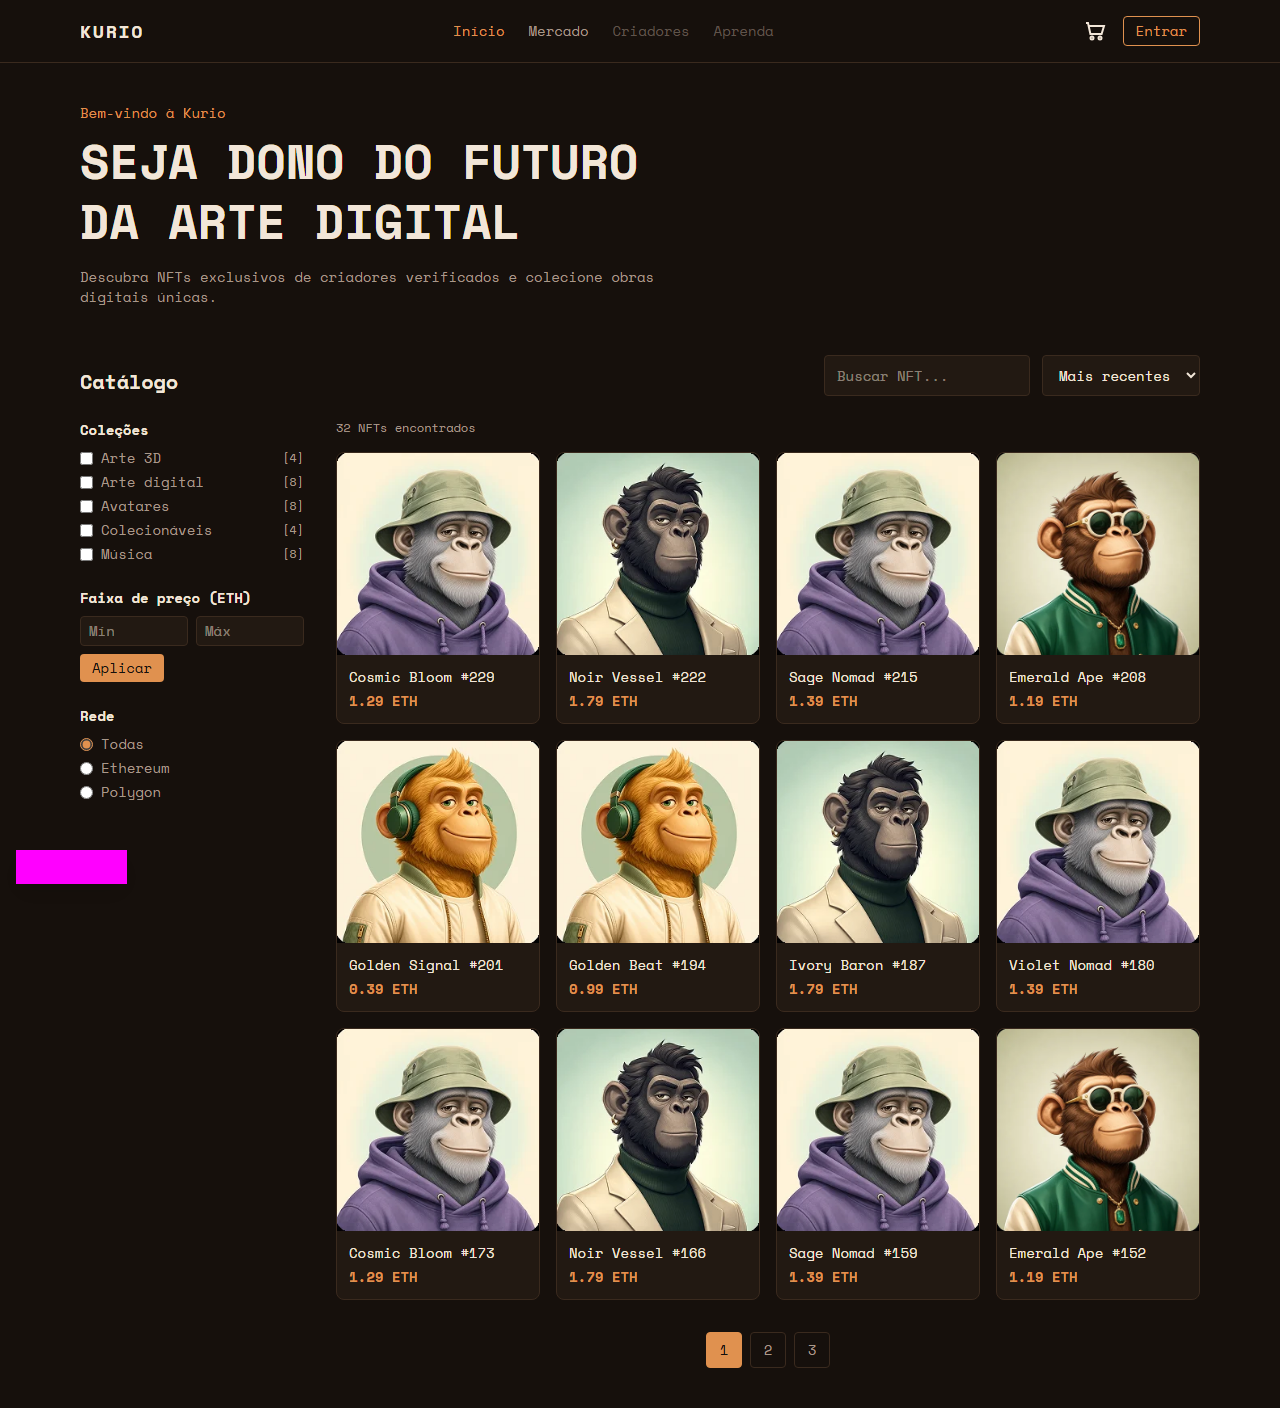 KURIO
Início Mercado Criadores Aprenda
Entrar
Bem-vindo à Kurio
SEJA DONO DO FUTURO
DA ARTE DIGITAL
Descubra NFTs exclusivos de criadores verificados e colecione obras
digitais únicas.
Catálogo
Buscar NFT...
Mais recentes
Coleções
Arte 3D [4]
Arte digital [8]
Avatares [8]
Colecionáveis [4]
Música [8]
Faixa de preço (ETH)
Mín Máx
Aplicar
Rede
Todas
Ethereum
Polygon
32 NFTs encontrados
Cosmic Bloom #229
1.29 ETH
Noir Vessel #222
1.79 ETH
Sage Nomad #215
1.39 ETH
Emerald Ape #208
1.19 ETH
Golden Signal #201
0.39 ETH
Golden Beat #194
0.99 ETH
Ivory Baron #187
1.79 ETH
Violet Nomad #180
1.39 ETH
Cosmic Bloom #173
1.29 ETH
Noir Vessel #166
1.79 ETH
Sage Nomad #159
1.39 ETH
Emerald Ape #152
1.19 ETH
1 2 3